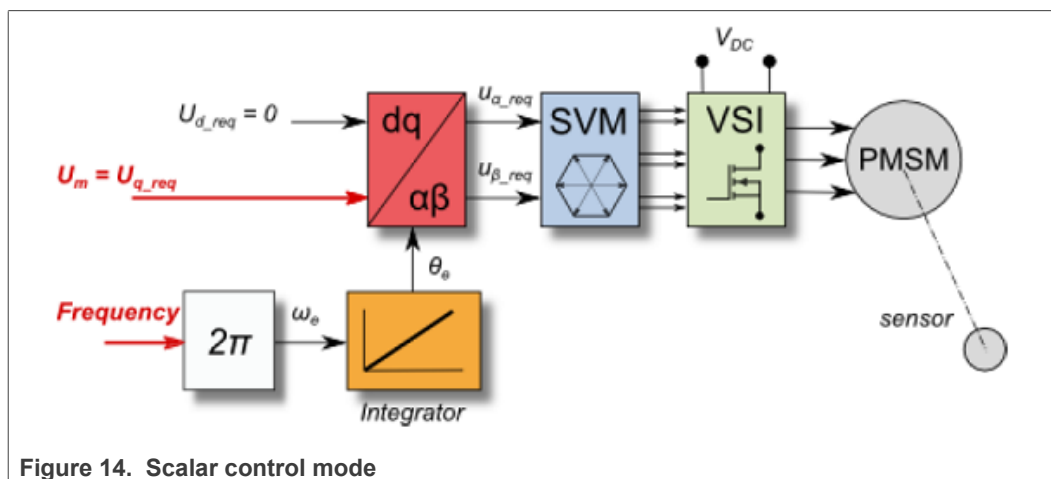 V_DC
U_d_req = 0
dq
u_α_req
SVM
VSI
PMSM
U_m = U_q_req
αβ
u_β_req
θ_e
Frequency
2π
ω_e
sensor
Integrator
Figure 14. Scalar control mode